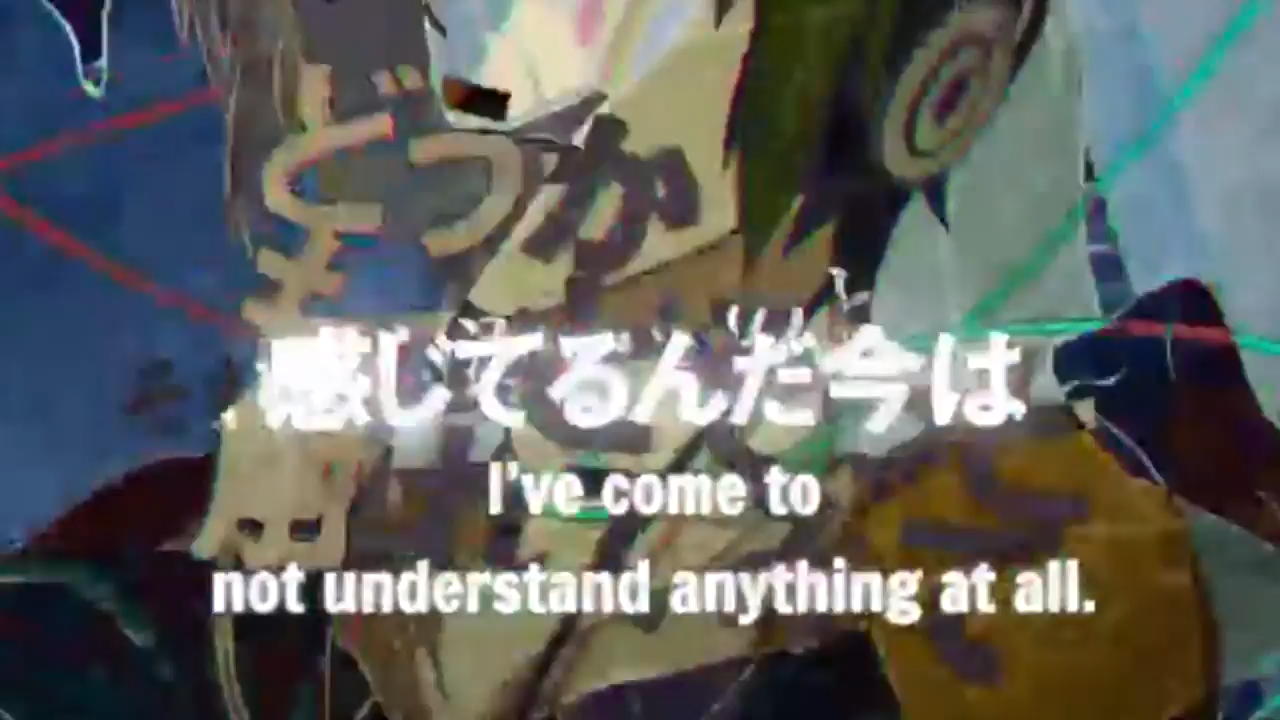 感じてるんだ今は
I've come to
not understand anything at all.